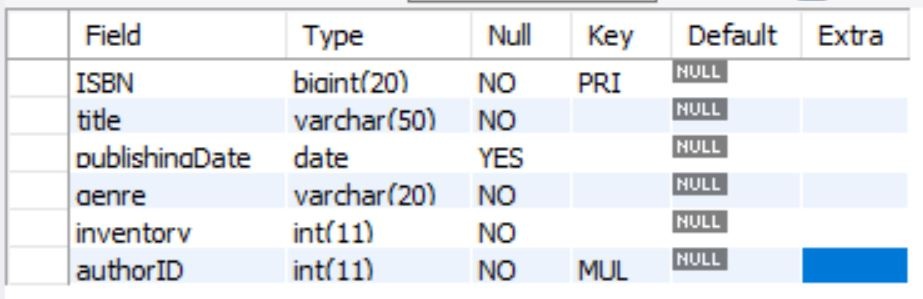 Field Type Null Key Default Extra
ISBN bigint(20) NO PRI NULL
title varchar(50) NO NULL
publishingDate date YES NULL
genre varchar(20) NO NULL
inventory int(11) NO NULL
authorID int(11) NO MUL NULL